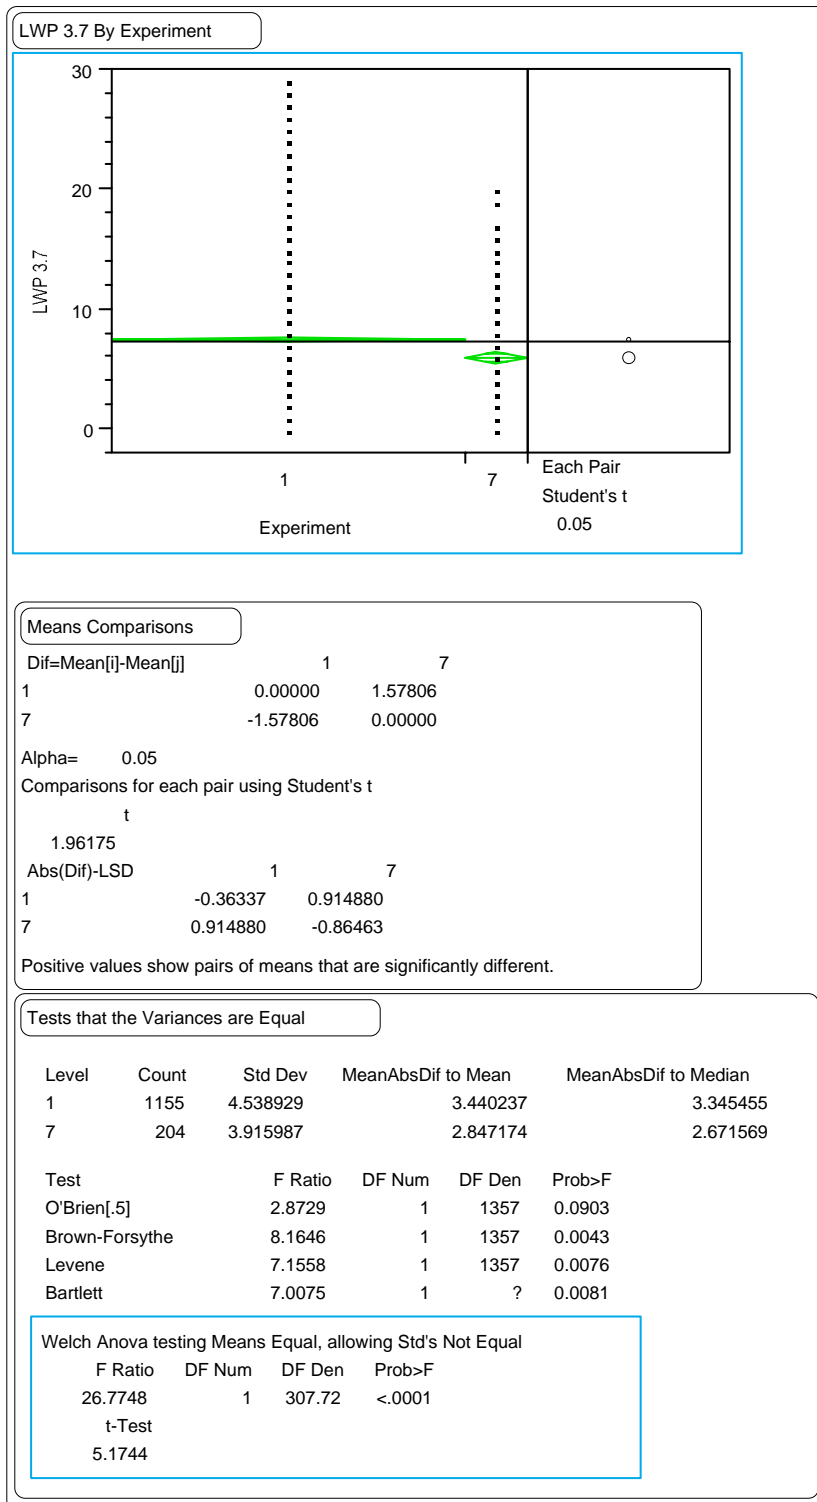 LWP 3.7 By Experiment
30
20
10
0
LWP 3.7
1 7
Experiment
Each Pair
Student's t
0.05
Means Comparisons
Dif=Mean[i]-Mean[j] 1 7
1 0.00000 1.57806
7 -1.57806 0.00000
Alpha= 0.05
Comparisons for each pair using Student's t
t
1.96175
Abs(Dif)-LSD 1 7
1 -0.36337 0.914880
7 0.914880 -0.86463
Positive values show pairs of means that are significantly different.
Tests that the Variances are Equal
Level Count Std Dev MeanAbsDif to Mean MeanAbsDif to Median
1 1155 4.538929 3.440237 3.345455
7 204 3.915987 2.847174 2.671569
Test F Ratio DF Num DF Den Prob>F
O'Brien[.5] 2.8729 1 1357 0.0903
Brown-Forsythe 8.1646 1 1357 0.0043
Levene 7.1558 1 1357 0.0076
Bartlett 7.0075 1 ? 0.0081
Welch Anova testing Means Equal, allowing Std's Not Equal
F Ratio DF Num DF Den Prob>F
26.7748 1 307.72 <.0001
t-Test
5.1744